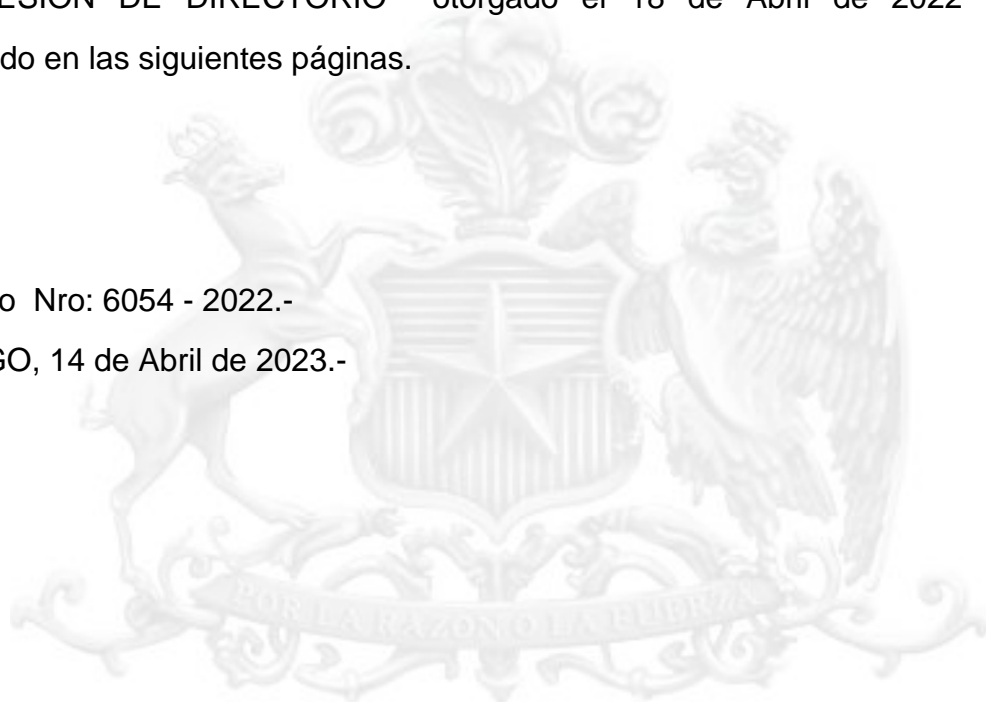 ESION DE DIRECTORIO otorgado el 18 de Abril de 2022
do en las siguientes páginas.
o Nro: 6054 - 2022.-
GO, 14 de Abril de 2023.-
POR LA RAZON O LA FUERZA